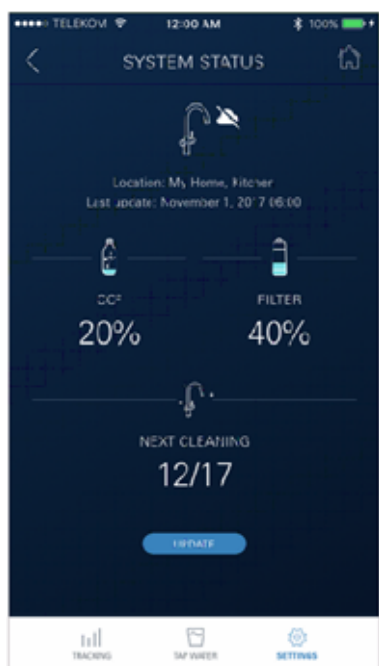 TELEKOM 12:00 AM 100%
SYSTEM STATUS
Location: My Home, Kitchen
Last update: November 1, 2017 06:00
CO² FILTER
20% 40%
NEXT CLEANING
12/17
UPDATE
TRACKING TAP WATER SETTINGS